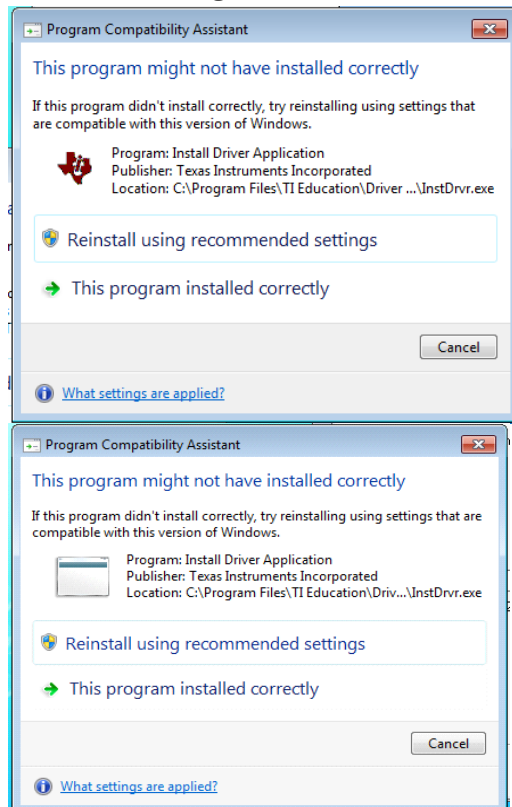 Program Compatibility Assistant
This program might not have installed correctly
If this program didn't install correctly, try reinstalling using settings that
are compatible with this version of Windows.
Program: Install Driver Application
Publisher: Texas Instruments Incorporated
Location: C:\Program Files\TI Education\Driver ...\InstDrvr.exe
Reinstall using recommended settings
This program installed correctly
Cancel
What settings are applied?
Program Compatibility Assistant
This program might not have installed correctly
If this program didn't install correctly, try reinstalling using settings that are
compatible with this version of Windows.
Program: Install Driver Application
Publisher: Texas Instruments Incorporated
Location: C:\Program Files\TI Education\Driv...\InstDrvr.exe
Reinstall using recommended settings
This program installed correctly
Cancel
What settings are applied?